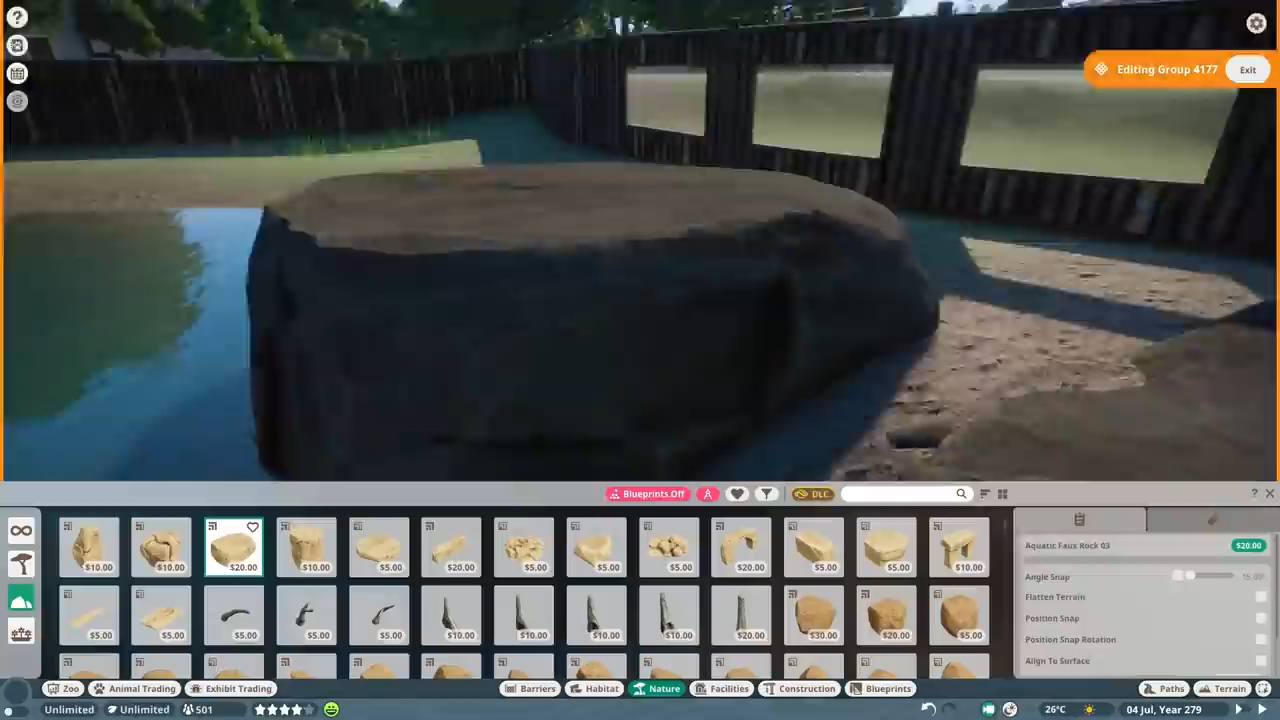 Editing Group 4177 Exit
Blueprints Off DLC
$10.00 $10.00 $20.00 $10.00 $5.00 $20.00 $5.00 $5.00 $5.00 $20.00 $5.00 $5.00 $10.00
$5.00 $5.00 $5.00 $5.00 $5.00 $10.00 $10.00 $10.00 $10.00 $20.00 $30.00 $20.00 $5.00
Aquatic Faux Rock 03 $20.00
Angle Snap
Flatten Terrain
Position Snap
Position Snap Rotation
Align To Surface
Zoo Animal Trading Exhibit Trading Barriers Habitat Nature Facilities Construction Blueprints Paths Terrain
Unlimited Unlimited 501 26°C 04 Jul, Year 279